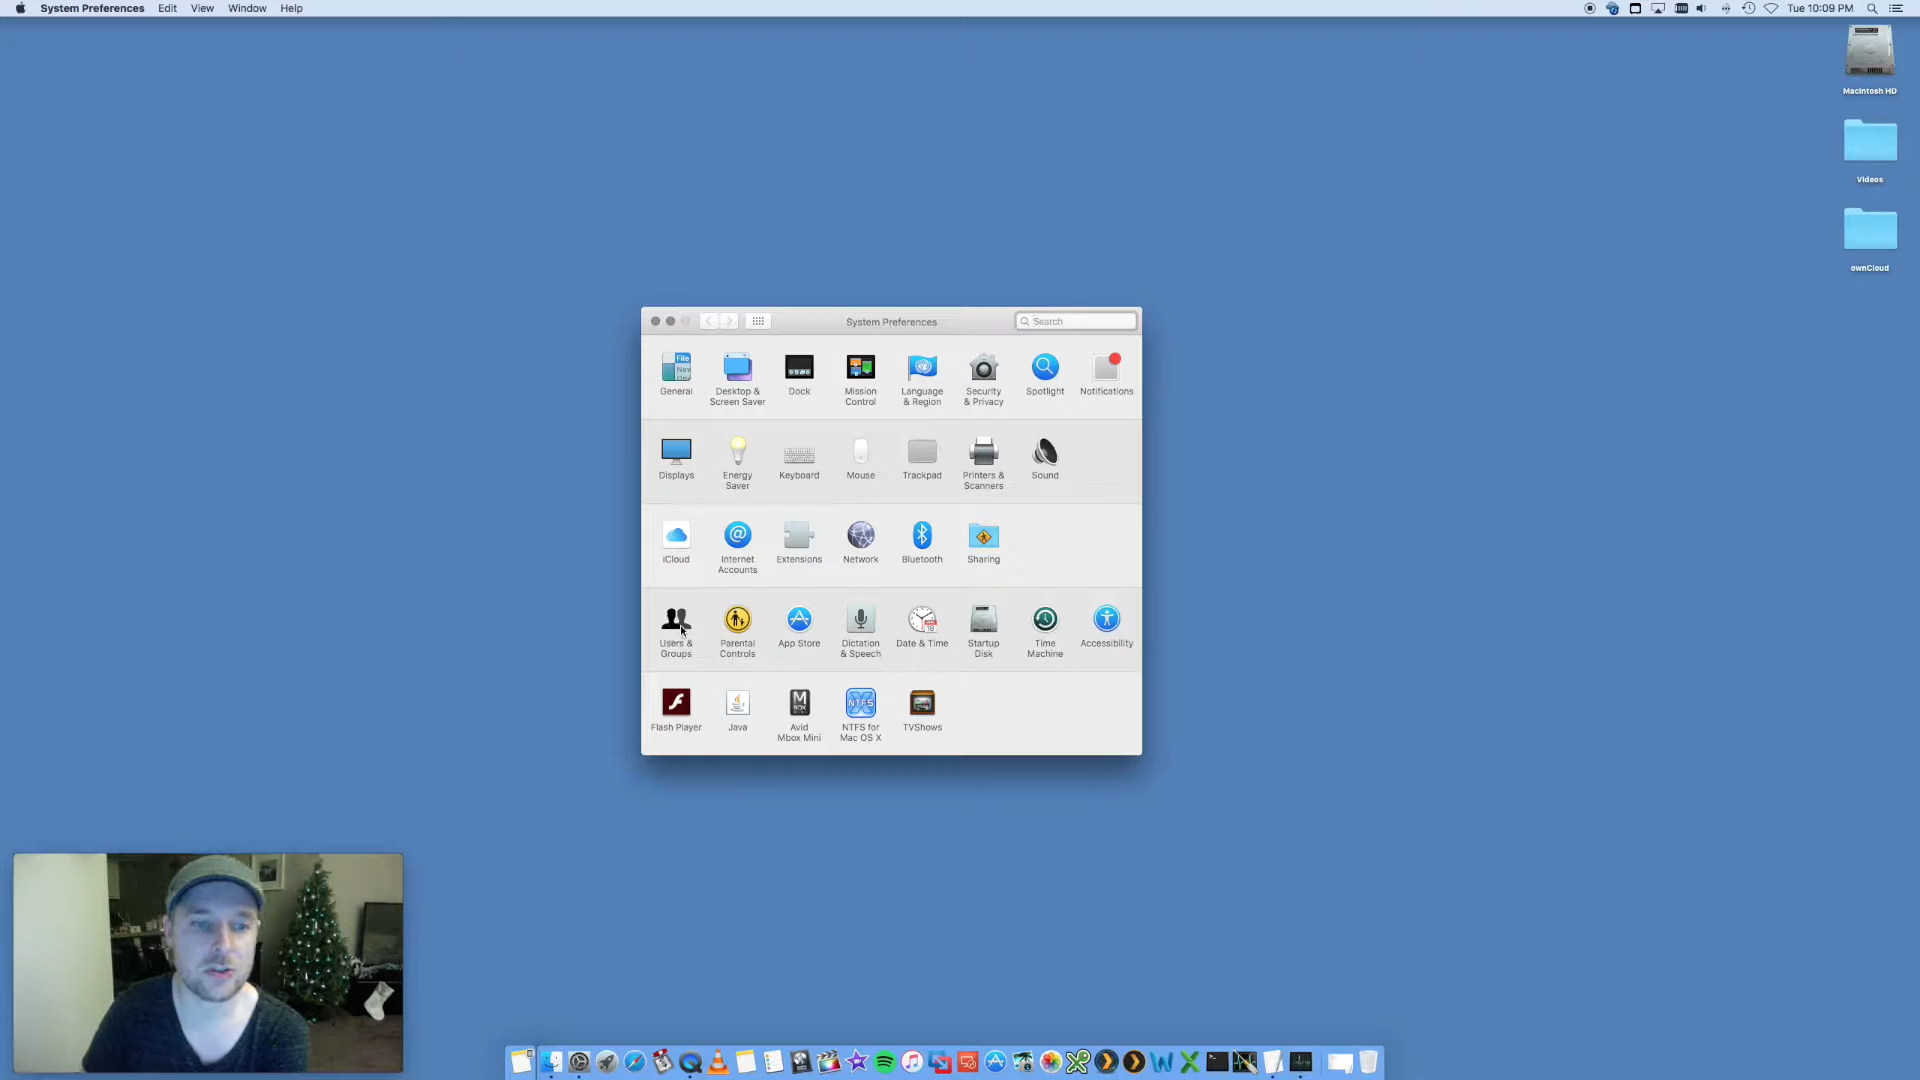 System Preferences Edit View Window Help
Tue 10:09 PM
Macintosh HD
Videos
ownCloud
System Preferences
Search
General
Desktop &
Screen Saver
Dock
Mission
Control
Language
& Region
Security
& Privacy
Spotlight
Notifications
Displays
Energy
Saver
Keyboard
Mouse
Trackpad
Printers &
Scanners
Sound
iCloud
Internet
Accounts
Extensions
Network
Bluetooth
Sharing
Users &
Groups
Parental
Controls
App Store
Dictation
& Speech
Date & Time
Startup
Disk
Time
Machine
Accessibility
Flash Player
Java
Avid
Mbox Mini
NTFS for
Mac OS X
TVShows
File
New
NTFS